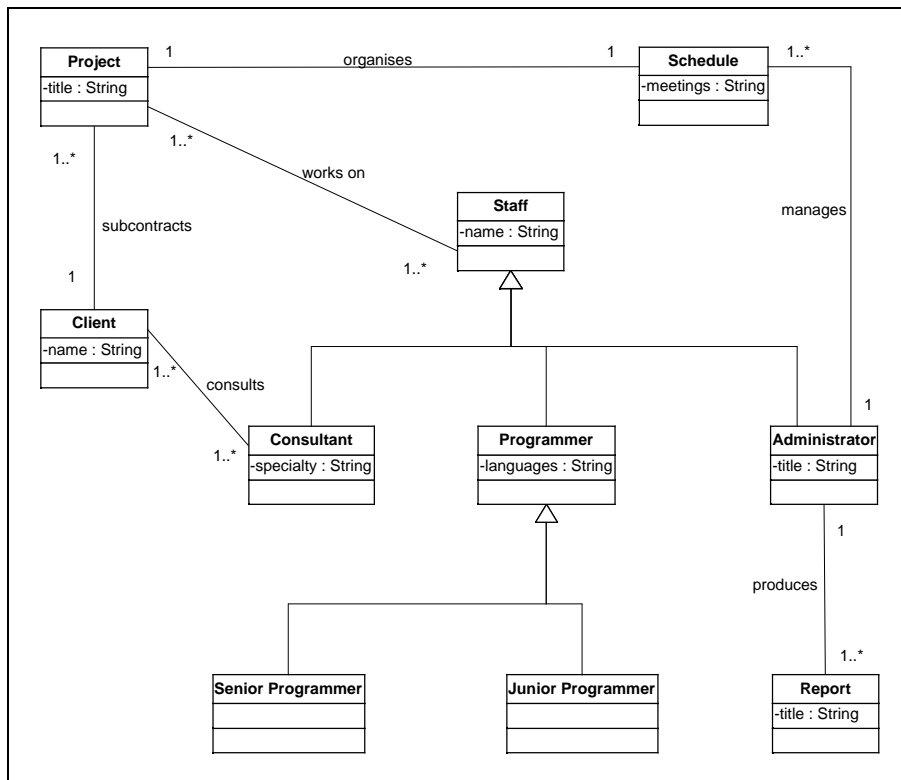 Project
-title : String
1
organises
1
Schedule
-meetings : String
1..*
1..*
1..*
works on
Staff
-name : String
1..*
manages
subcontracts
1
Client
-name : String
1..*
consults
1..*
Consultant
-specialty : String
Programmer
-languages : String
1
Administrator
-title : String
1
produces
1..*
Senior Programmer
Junior Programmer
Report
-title : String